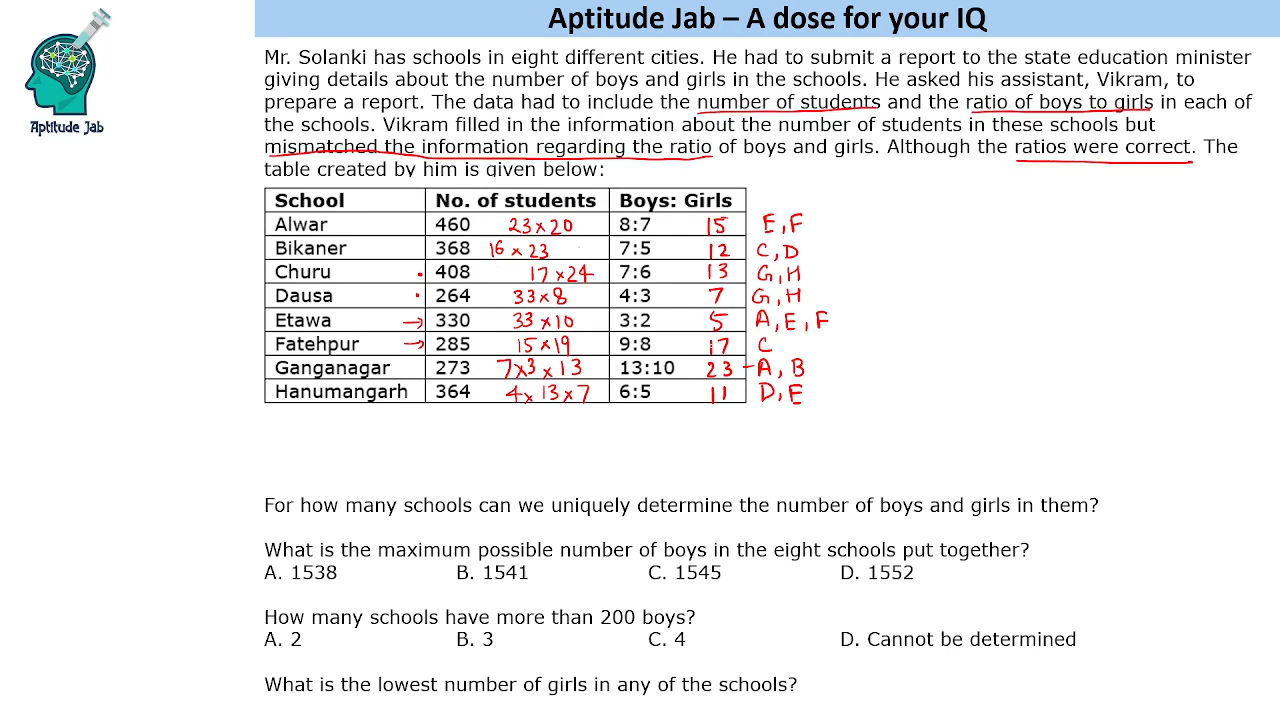 Aptitude Jab – A dose for your IQ
Aptitude Jab
Mr. Solanki has schools in eight different cities. He had to submit a report to the state education minister
giving details about the number of boys and girls in the schools. He asked his assistant, Vikram, to
prepare a report. The data had to include the number of students and the ratio of boys to girls in each of
the schools. Vikram filled in the information about the number of students in these schools but
mismatched the information regarding the ratio of boys and girls. Although the ratios were correct. The
table created by him is given below:
School No. of students Boys: Girls
Alwar 460 23 x 20 8:7 15 E, F
Bikaner 368 16 x 23 7:5 12 C, D
Churu 408 17 x 24 7:6 13 G, H
Dausa 264 33 x 8 4:3 7 G, H
Etawa → 330 33 x 10 3:2 5 A, E, F
Fatehpur → 285 15 x 19 9:8 17 C
Ganganagar 273 7 x 3 x 13 13:10 23 – A, B
Hanumangarh 364 4 x 13 x 7 6:5 11 D, E
For how many schools can we uniquely determine the number of boys and girls in them?
What is the maximum possible number of boys in the eight schools put together?
A. 1538 B. 1541 C. 1545 D. 1552
How many schools have more than 200 boys?
A. 2 B. 3 C. 4 D. Cannot be determined
What is the lowest number of girls in any of the schools?